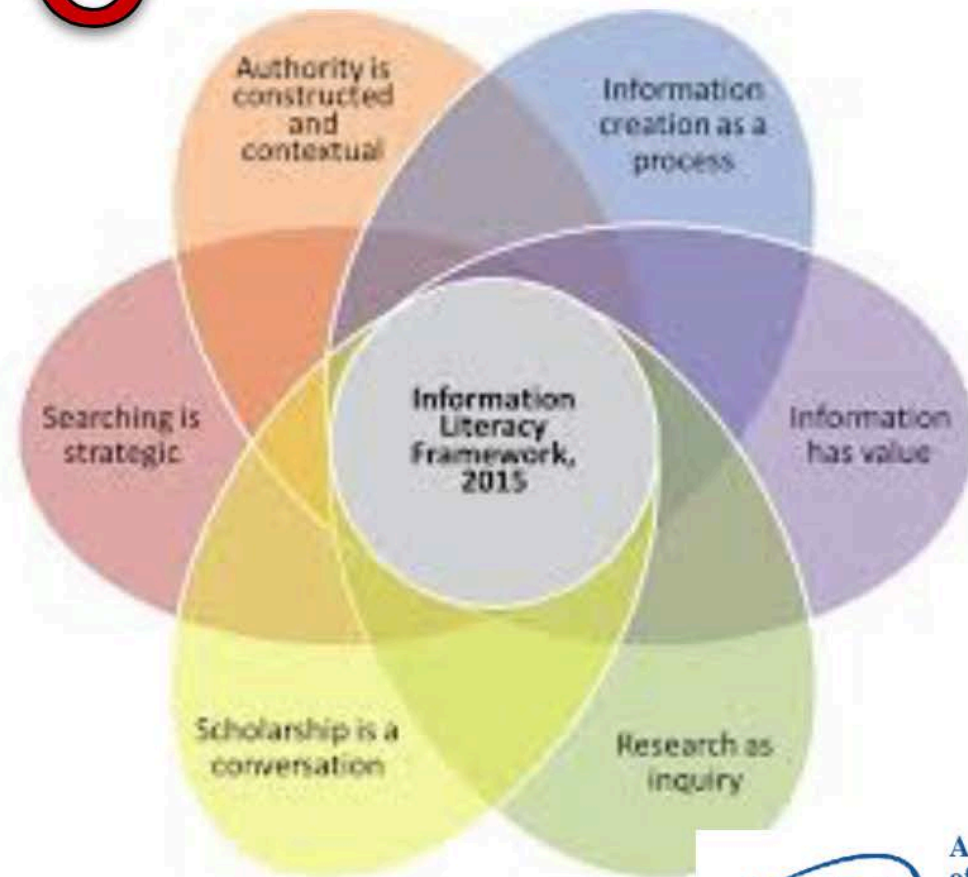 Authority is
constructed
and
contextual
Information
creation as a
process
Searching is
strategic
Information
Literacy
Framework,
2015
Information
has value
Scholarship is a
conversation
Research as
inquiry